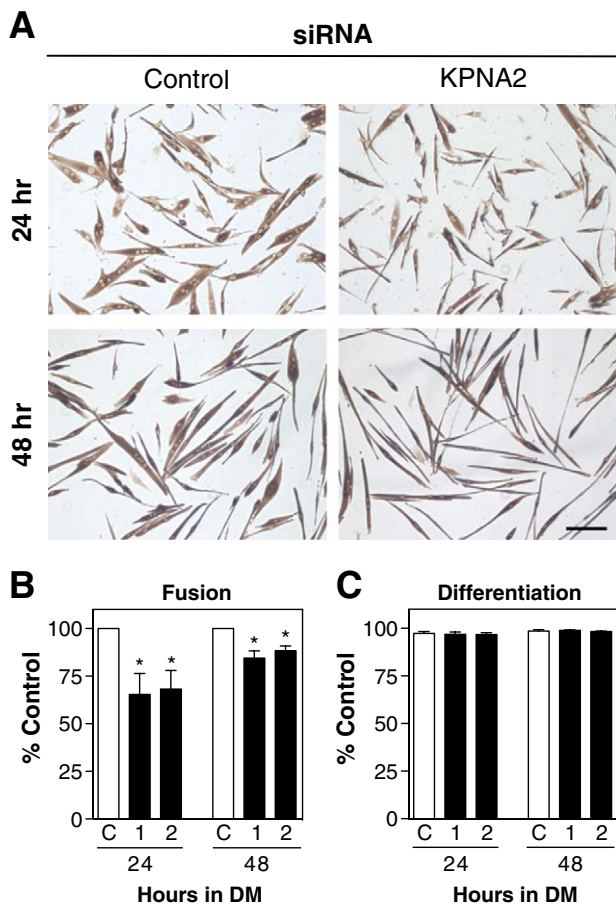 A
siRNA
Control KPNA2
24 hr
48 hr
B
Fusion
% Control
100
75
50
25
0
* * * *
C 1 2 C 1 2
24 48
Hours in DM
C
Differentiation
% Control
100
75
50
25
0
C 1 2 C 1 2
24 48
Hours in DM